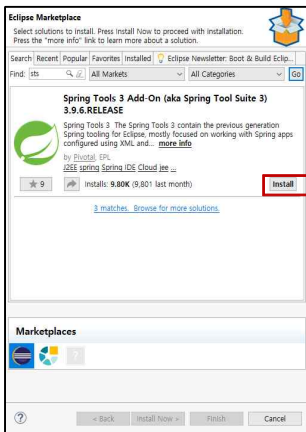 Eclipse Marketplace
Select solutions to install. Press Install Now to proceed with installation.
Press the "more info" link to learn more about a solution.
Search Recent Popular Favorites Installed Eclipse Newsletter: Boot & Build Eclip...
Find: sts All Markets All Categories Go
Spring Tools 3 Add-On (aka Spring Tool Suite 3)
3.9.6.RELEASE
Spring Tools 3 The Spring Tools 3 contain the previous generation
Spring tooling for Eclipse, mostly focused on working with Spring apps
configured using XML and... more info
by Pivotal, EPL
J2EE spring Spring IDE Cloud jee ...
9 Installs: 9.80K (9,801 last month) Install
3 matches. Browse for more solutions.
Marketplaces
?
? < Back Install Now > Finish Cancel